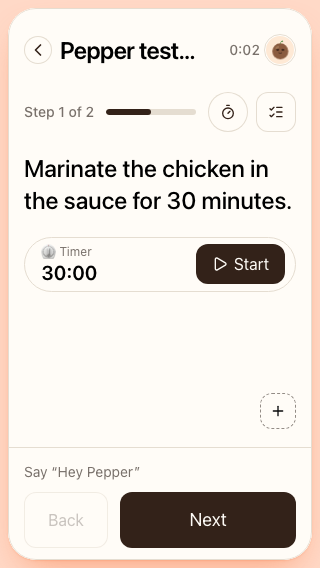 Pepper test...
0:02
Step 1 of 2
Marinate the chicken in
the sauce for 30 minutes.
Timer
30:00
Start
+
Say “Hey Pepper”
Back
Next